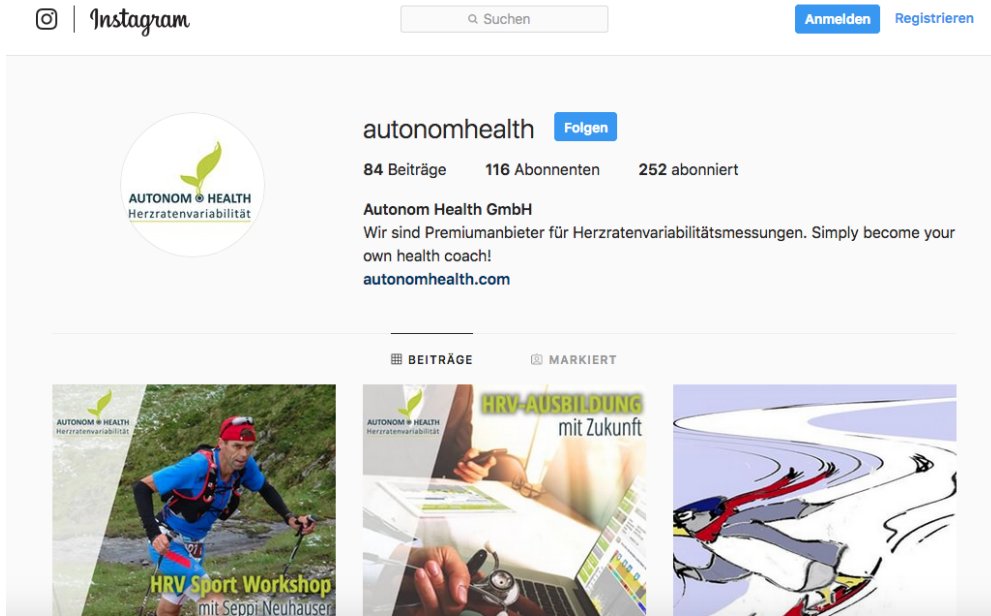 Instagram
Suchen
Anmelden
Registrieren
autonomhealth
Folgen
84 Beiträge
116 Abonnenten
252 abonniert
AUTONOM HEALTH
Herzratenvariabilität
Autonom Health GmbH
Wir sind Premiumanbieter für Herzratenvariabilitätsmessungen. Simply become your
own health coach!
autonomhealth.com
BEITRÄGE
MARKIERT
AUTONOM HEALTH
Herzratenvariabilität
HRV Sport Workshop
mit Seppi Neuhauser
AUTONOM HEALTH
Herzratenvariabilität
HRV-AUSBILDUNG
mit Zukunft